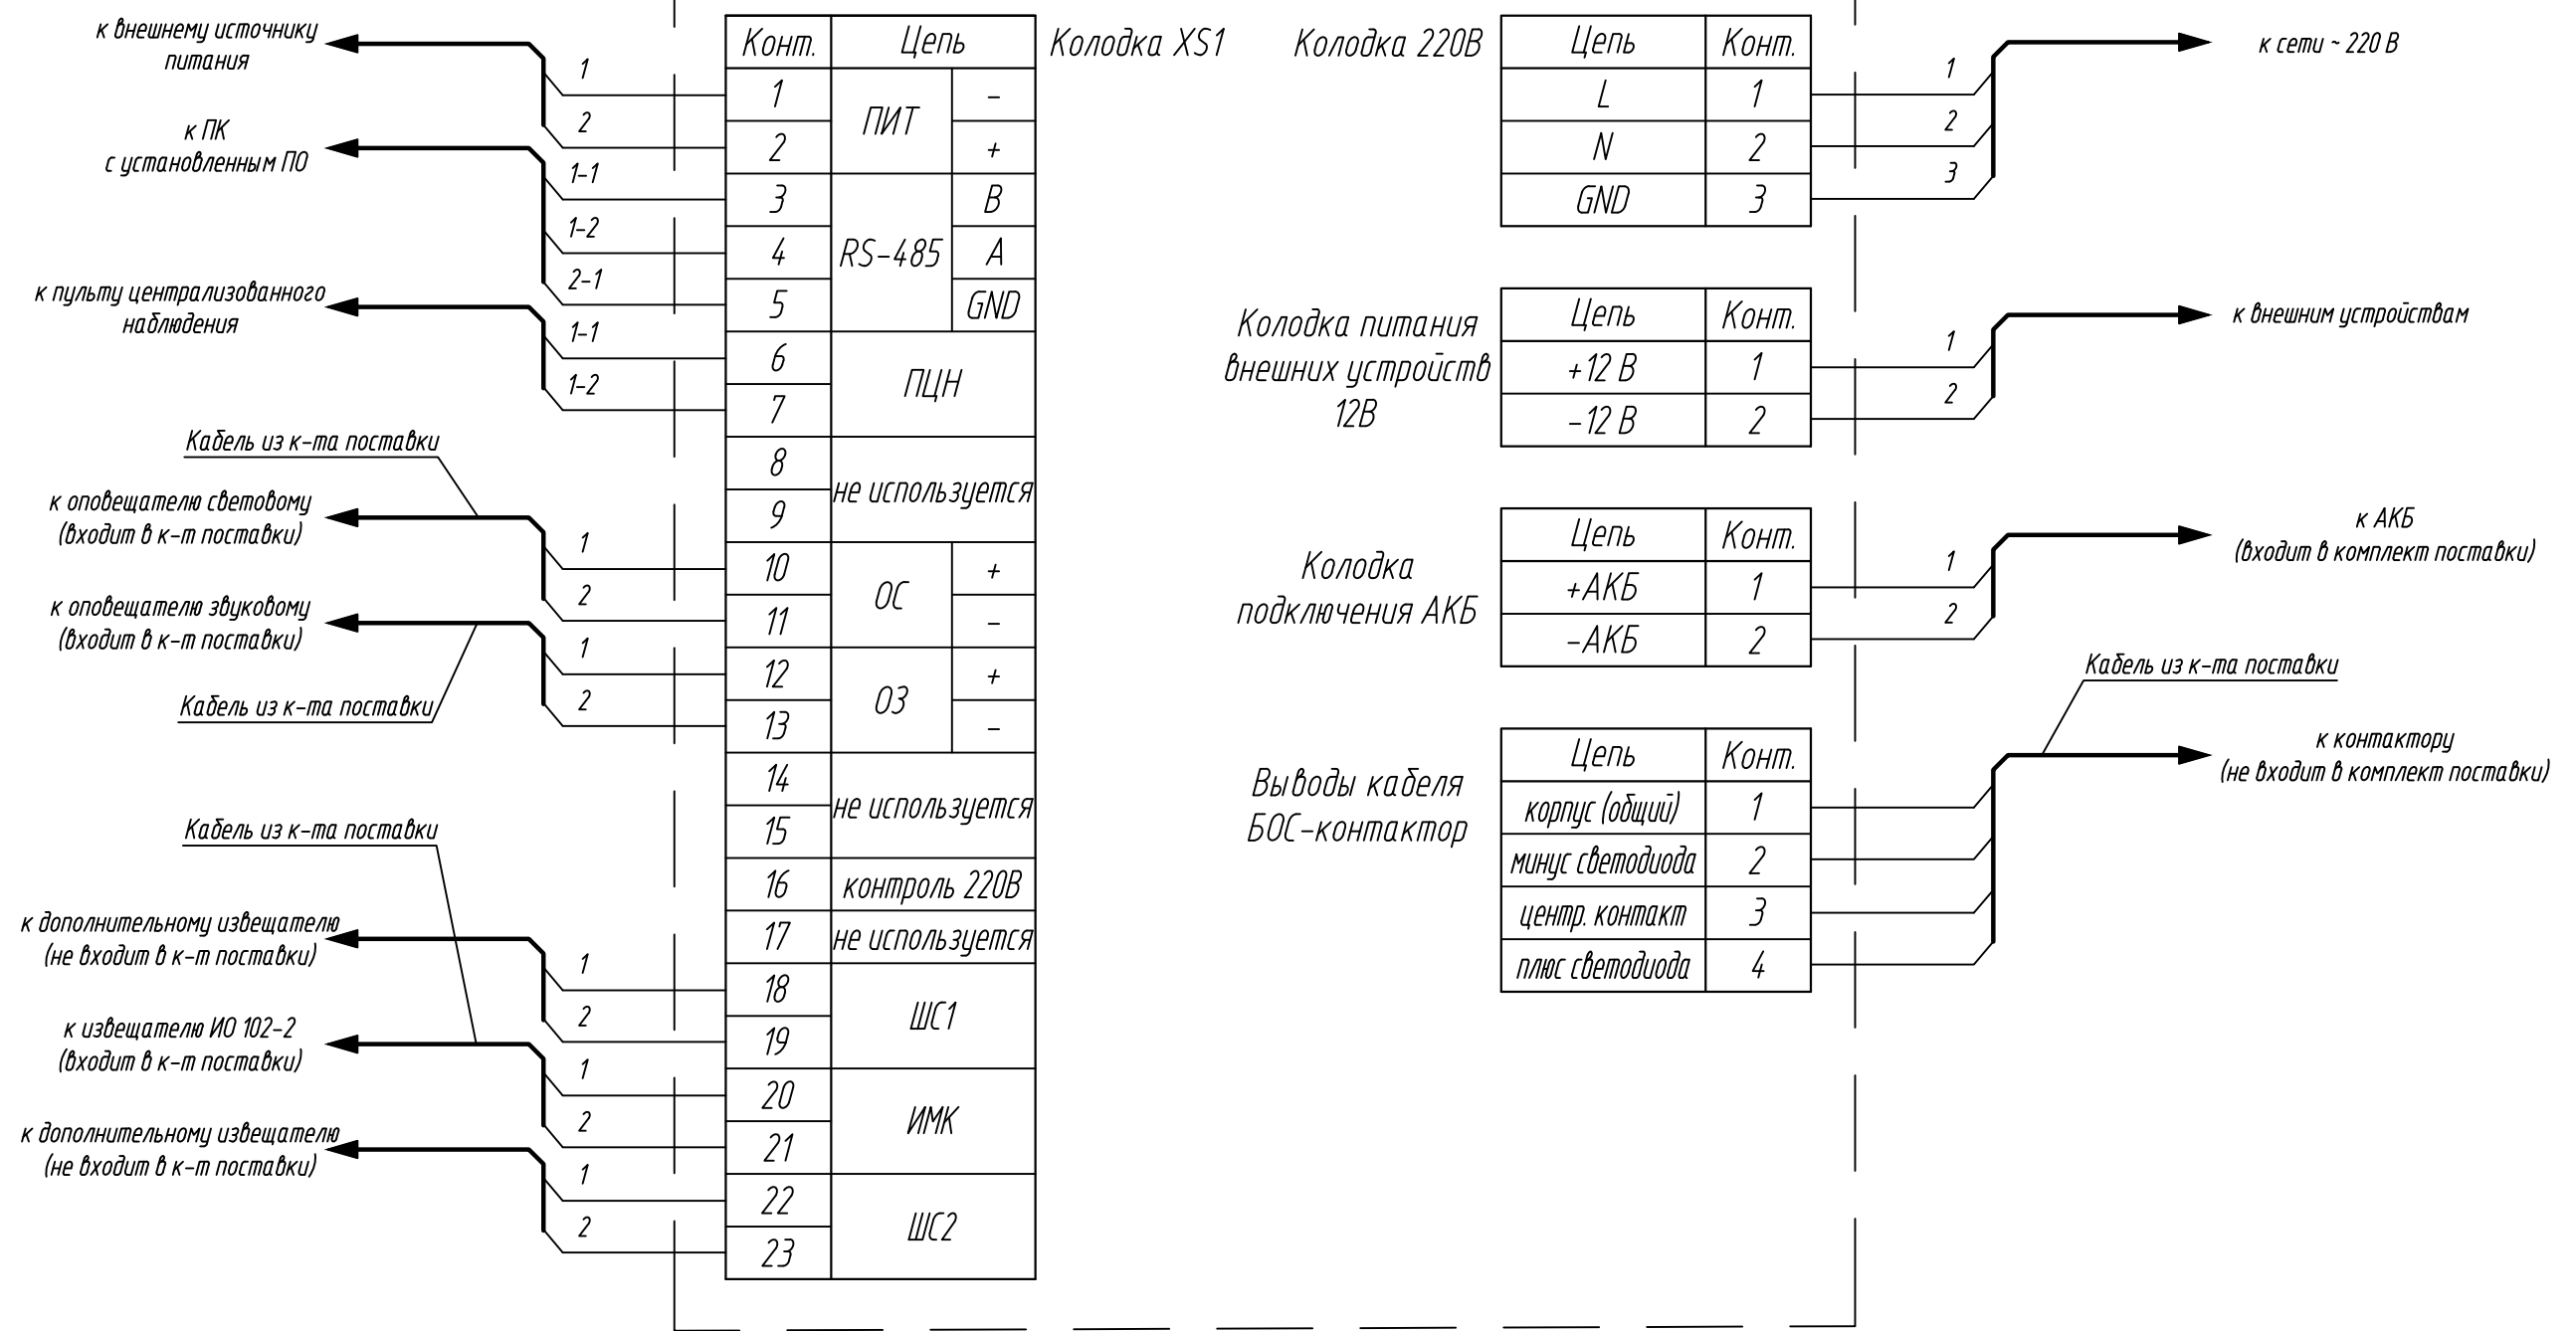 к внешнему источнику
питания
1
2
к ПК
с установленным ПО
1-1
1-2
2-1
к пульту централизованного
наблюдения
1-1
1-2
Кабель из к-та поставки
к оповещателю световому
(входит в к-т поставки)
1
2
к оповещателю звуковому
(входит в к-т поставки)
1
2
Кабель из к-та поставки
Кабель из к-та поставки
к дополнительному извещателю
(не входит в к-т поставки)
1
2
к извещателю ИО 102-2
(входит в к-т поставки)
1
2
к дополнительному извещателю
(не входит в к-т поставки)
1
2
Колодка XS1
Конт. Цепь
1 ПИТ -
2 +
3 RS-485 B
4 A
5 GND
6 ПЦН
7
8 не используется
9
10 ОС +
11 -
12 ОЗ +
13 -
14 не используется
15
16 контроль 220В
17 не используется
18 ШС1
19
20 ИМК
21
22 ШС2
23
Колодка 220В
Цепь Конт.
L 1
N 2
GND 3
1
2
3
к сети ~ 220 В
Колодка питания
внешних устройств
12В
Цепь Конт.
+12 В 1
-12 В 2
1
2
к внешним устройствам
Колодка
подключения АКБ
Цепь Конт.
+АКБ 1
-АКБ 2
1
2
к АКБ
(входит в комплект поставки)
Кабель из к-та поставки
Выводы кабеля
БОС-контактор
Цепь Конт.
корпус (общий) 1
минус светодиода 2
центр. контакт 3
плюс светодиода 4
к контактору
(не входит в комплект поставки)